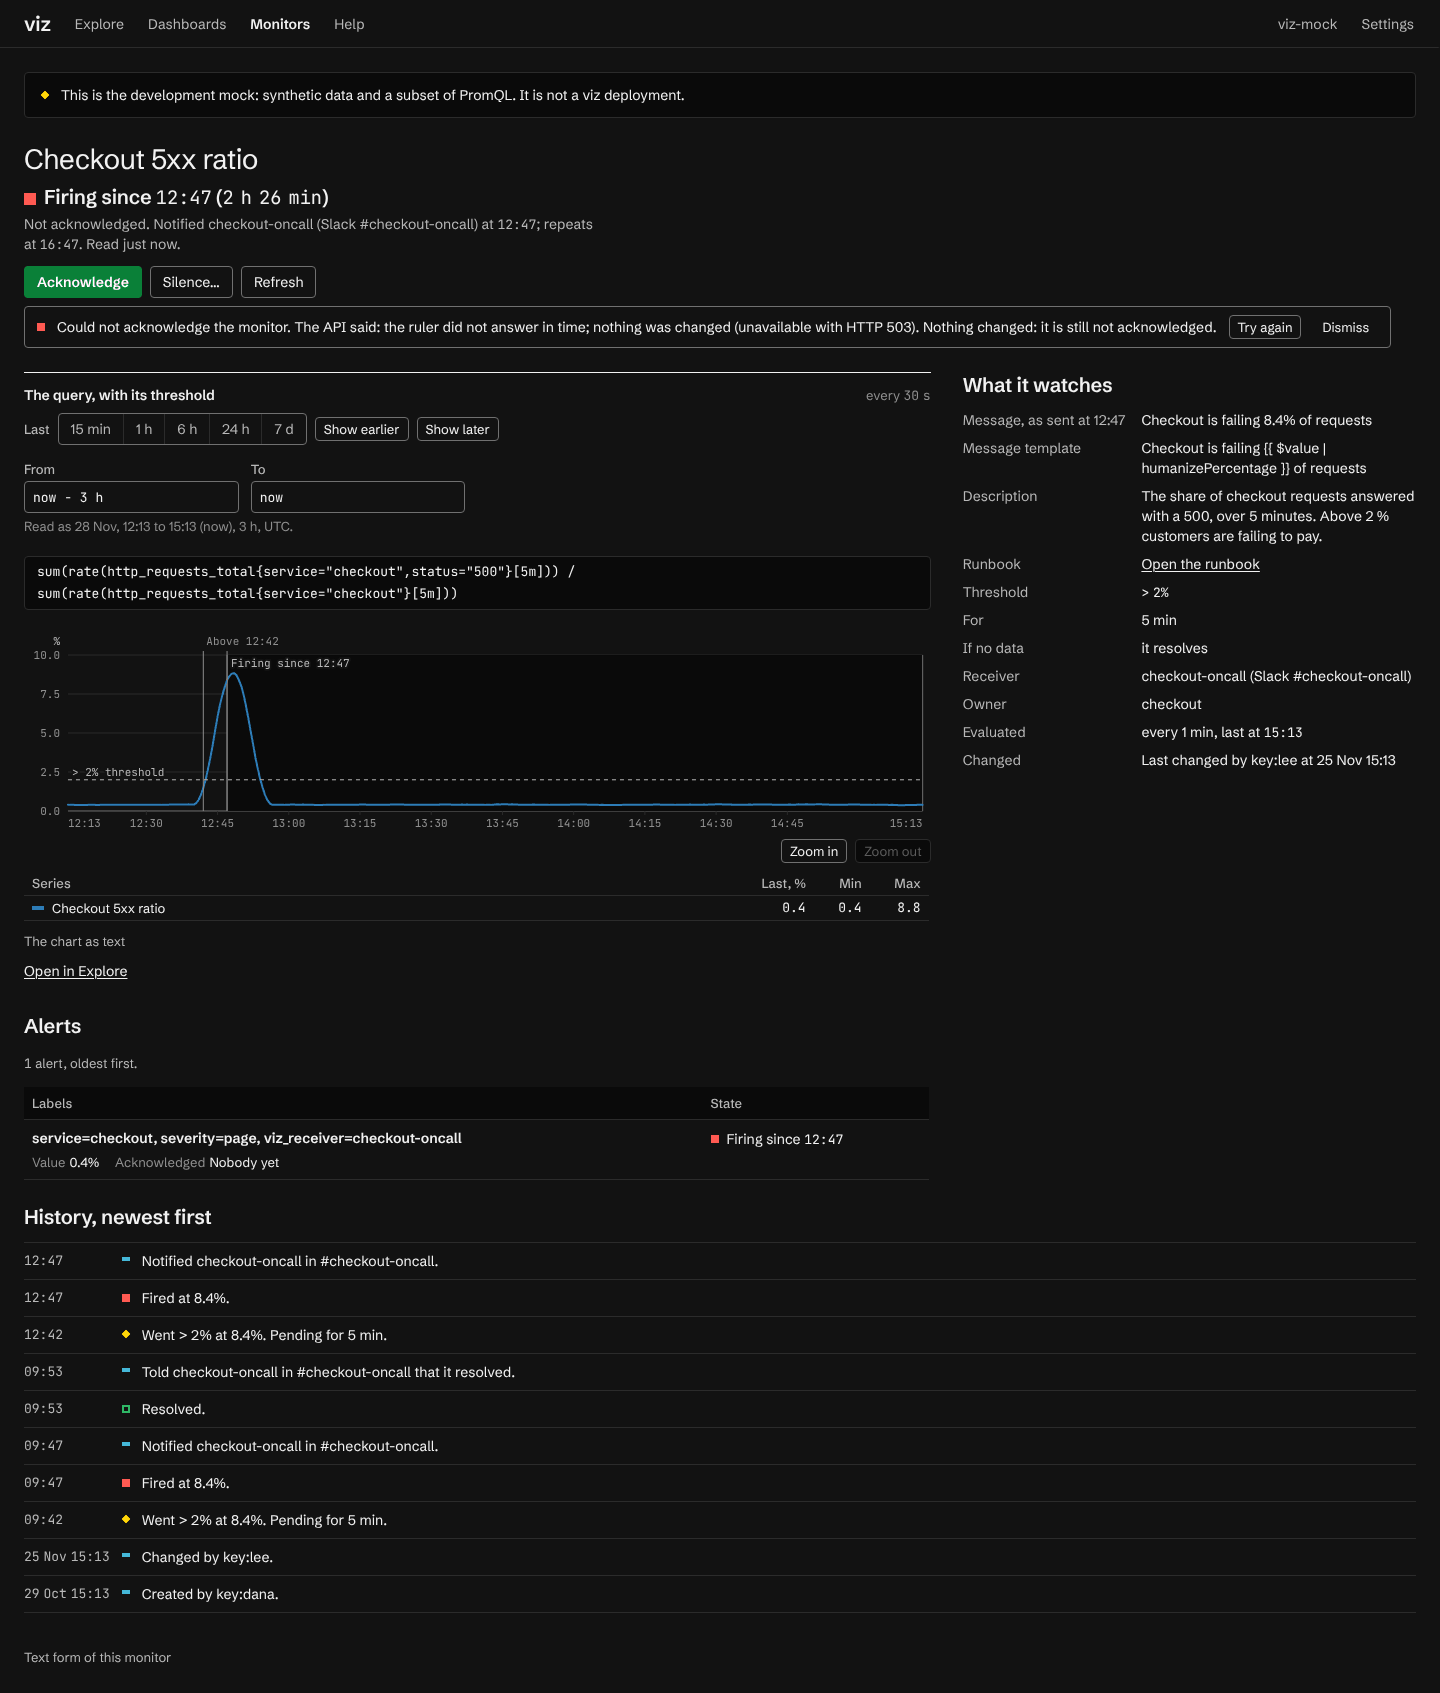 viz Explore Dashboards Monitors Help viz-mock Settings
This is the development mock: synthetic data and a subset of PromQL. It is not a viz deployment.
Checkout 5xx ratio
Firing since 12:47 (2 h 26 min)
Not acknowledged. Notified checkout-oncall (Slack #checkout-oncall) at 12:47; repeats
at 16:47. Read just now.
Acknowledge Silence... Refresh
Could not acknowledge the monitor. The API said: the ruler did not answer in time; nothing was changed (unavailable with HTTP 503). Nothing changed: it is still not acknowledged. Try again Dismiss
The query, with its threshold every 30 s
Last 15 min 1 h 6 h 24 h 7 d Show earlier Show later
From To
now - 3 h now
Read as 28 Nov, 12:13 to 15:13 (now), 3 h, UTC.
sum(rate(http_requests_total{service="checkout",status="500"}[5m])) /
sum(rate(http_requests_total{service="checkout"}[5m]))
% Above 12:42
10.0 Firing since 12:47
7.5
5.0
2.5 > 2% threshold
0.0
12:13 12:30 12:45 13:00 13:15 13:30 13:45 14:00 14:15 14:30 14:45 15:13
Zoom in Zoom out
Series Last, % Min Max
Checkout 5xx ratio 0.4 0.4 8.8
The chart as text
Open in Explore
What it watches
Message, as sent at 12:47 Checkout is failing 8.4% of requests
Message template Checkout is failing {{ $value |
humanizePercentage }} of requests
Description The share of checkout requests answered
with a 500, over 5 minutes. Above 2 %
customers are failing to pay.
Runbook Open the runbook
Threshold > 2%
For 5 min
If no data it resolves
Receiver checkout-oncall (Slack #checkout-oncall)
Owner checkout
Evaluated every 1 min, last at 15:13
Changed Last changed by key:lee at 25 Nov 15:13
Alerts
1 alert, oldest first.
Labels State
service=checkout, severity=page, viz_receiver=checkout-oncall Firing since 12:47
Value 0.4% Acknowledged Nobody yet
History, newest first
12:47 Notified checkout-oncall in #checkout-oncall.
12:47 Fired at 8.4%.
12:42 Went > 2% at 8.4%. Pending for 5 min.
09:53 Told checkout-oncall in #checkout-oncall that it resolved.
09:53 Resolved.
09:47 Notified checkout-oncall in #checkout-oncall.
09:47 Fired at 8.4%.
09:42 Went > 2% at 8.4%. Pending for 5 min.
25 Nov 15:13 Changed by key:lee.
29 Oct 15:13 Created by key:dana.
Text form of this monitor